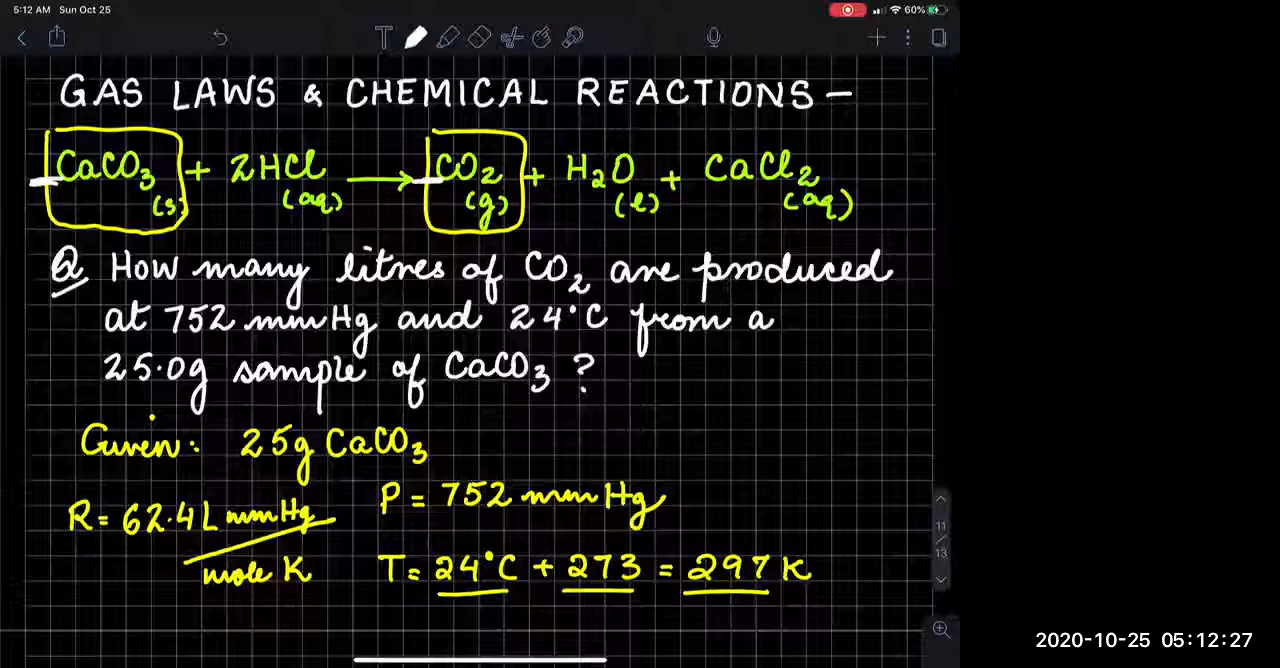 5:12 AM Sun Oct 25
60%
T
GAS LAWS & CHEMICAL REACTIONS –
CaCO₃(s) + 2HCl(aq) ⟶ CO₂(g) + H₂O(l) + CaCl₂(aq)
Q How many litres of CO₂ are produced
at 752 mmHg and 24°C from a
25.0g sample of CaCO₃ ?
Given: 25g CaCO₃
R = 62.4 L mmHg / mole K
P = 752 mmHg
T = 24°C + 273 = 297 K
11
13
2020-10-25 05:12:27